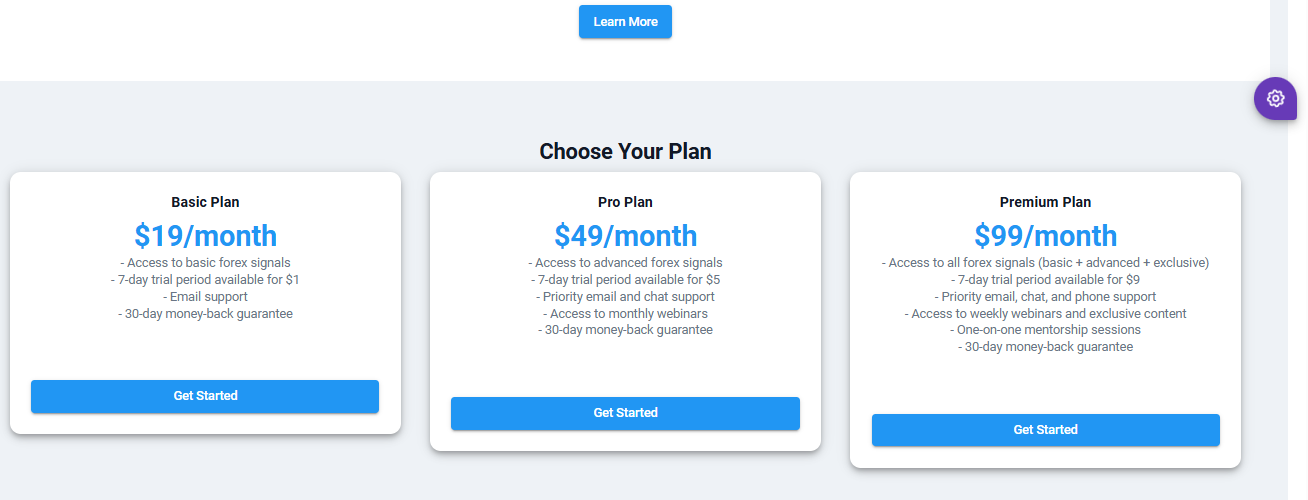 Learn More
Choose Your Plan
Basic Plan
$19/month
- Access to basic forex signals
- 7-day trial period available for $1
- Email support
- 30-day money-back guarantee
Get Started
Pro Plan
$49/month
- Access to advanced forex signals
- 7-day trial period available for $5
- Priority email and chat support
- Access to monthly webinars
- 30-day money-back guarantee
Get Started
Premium Plan
$99/month
- Access to all forex signals (basic + advanced + exclusive)
- 7-day trial period available for $9
- Priority email, chat, and phone support
- Access to weekly webinars and exclusive content
- One-on-one mentorship sessions
- 30-day money-back guarantee
Get Started